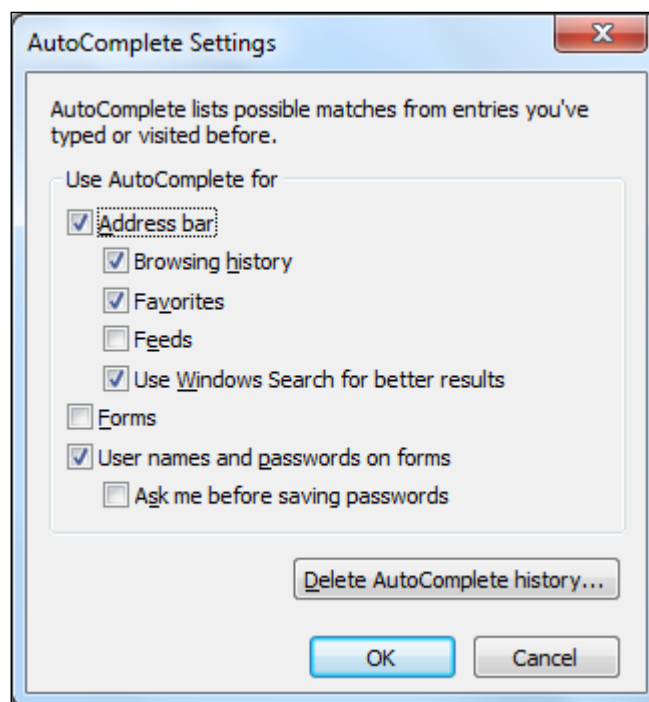 AutoComplete Settings
AutoComplete lists possible matches from entries you've
typed or visited before.
Use AutoComplete for
Address bar
Browsing history
Favorites
Feeds
Use Windows Search for better results
Forms
User names and passwords on forms
Ask me before saving passwords
Delete AutoComplete history...
OK
Cancel